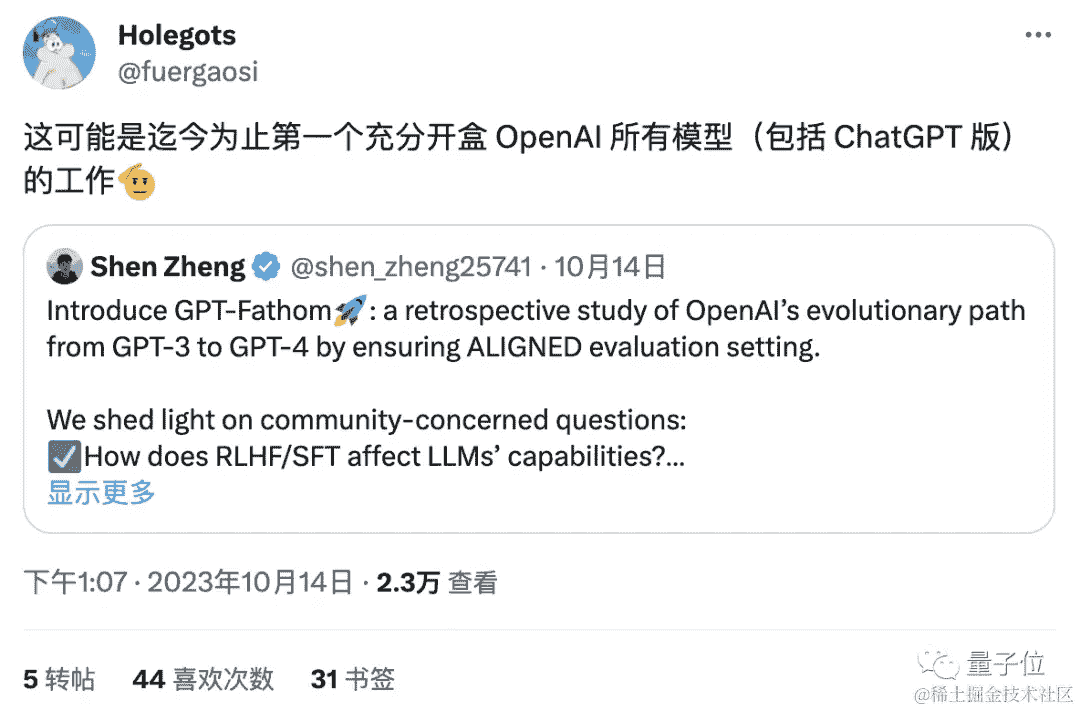 Holegots
@fuergaosi
这可能是迄今为止第一个充分开盒 OpenAI 所有模型（包括 ChatGPT 版）
的工作🫡
Shen Zheng @shen_zheng25741 · 10月14日
Introduce GPT-Fathom🚀: a retrospective study of OpenAI’s evolutionary path
from GPT-3 to GPT-4 by ensuring ALIGNED evaluation setting.
We shed light on community-concerned questions:
☑️How does RLHF/SFT affect LLMs’ capabilities?...
显示更多
下午1:07 · 2023年10月14日 · 2.3万 查看
5 转帖 44 喜欢次数 31 书签
量子位
@稀土掘金技术社区